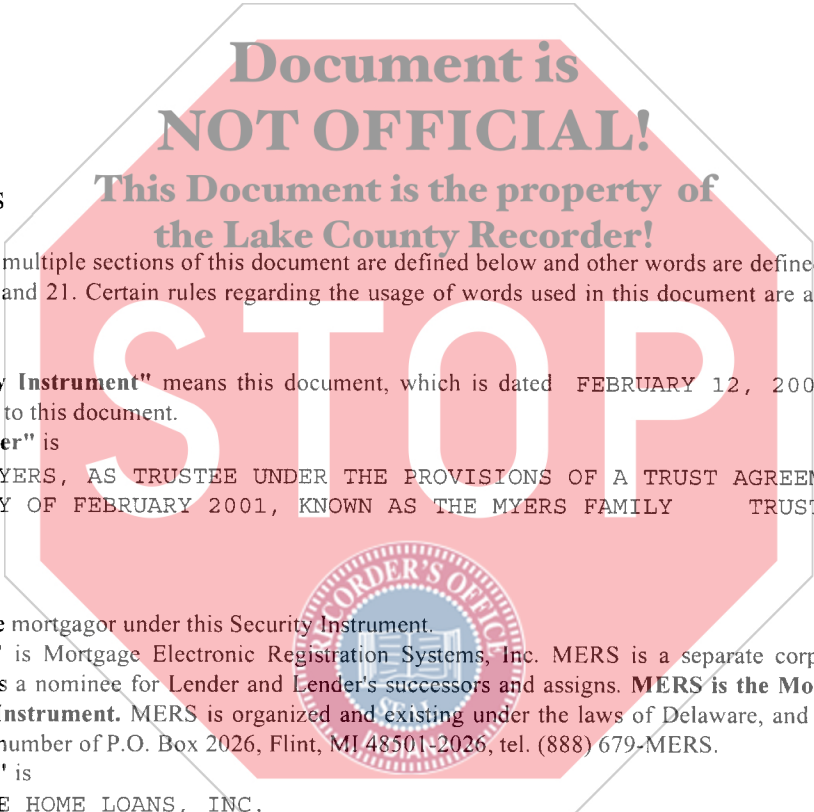 Document is
NOT OFFICIAL!
This Document is the property of
the Lake County Recorder!
S
multiple sections of this document are defined below and other words are define
and 21. Certain rules regarding the usage of words used in this document are a
STOP
Instrument" means this document, which is dated FEBRUARY 12, 200
to this document.
er" is
YERS, AS TRUSTEE UNDER THE PROVISIONS OF A TRUST AGREEM
Y OF FEBRUARY 2001, KNOWN AS THE MYERS FAMILY TRUST
RECORDER'S OFFICE
mortgagor under this Security Instrument.
" is Mortgage Electronic Registration Systems, Inc. MERS is a separate corp
s a nominee for Lender and Lender's successors and assigns. MERS is the Mo
Instrument. MERS is organized and existing under the laws of Delaware, and
SEAL
number of P.O. Box 2026, Flint, MI 48501-2026, tel. (888) 679-MERS.
INDIANA
" is
E HOME LOANS, INC.